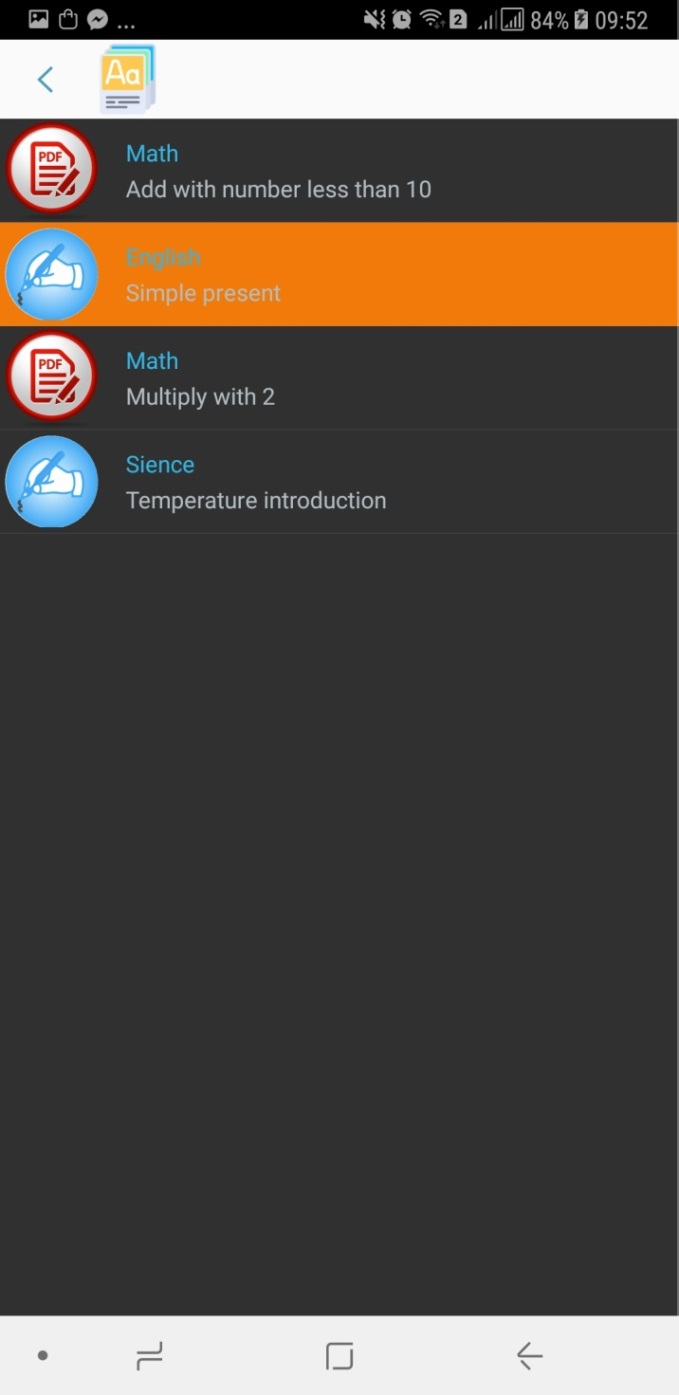 ... 2 84% 09:52
Aa
PDF
Math
Add with number less than 10
English
Simple present
PDF
Math
Multiply with 2
Sience
Temperature introduction